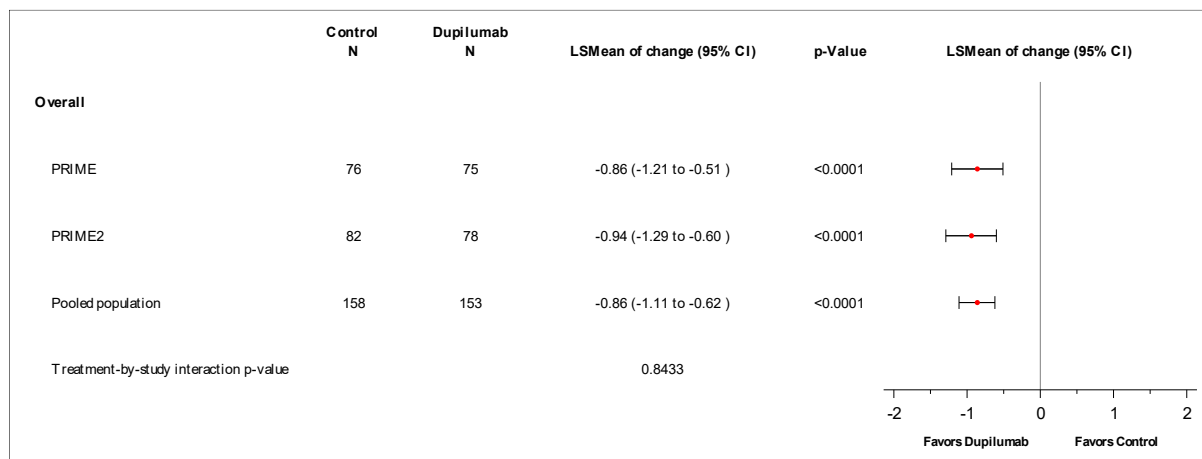 Control Dupilumab
N N LSMean of change (95% CI) p-Value LSMean of change (95% CI)
Overall
PRIME 76 75 -0.86 (-1.21 to -0.51 ) <0.0001
PRIME2 82 78 -0.94 (-1.29 to -0.60 ) <0.0001
Pooled population 158 153 -0.86 (-1.11 to -0.62 ) <0.0001
Treatment-by-study interaction p-value 0.8433
-2 -1 0 1 2
Favors Dupilumab Favors Control